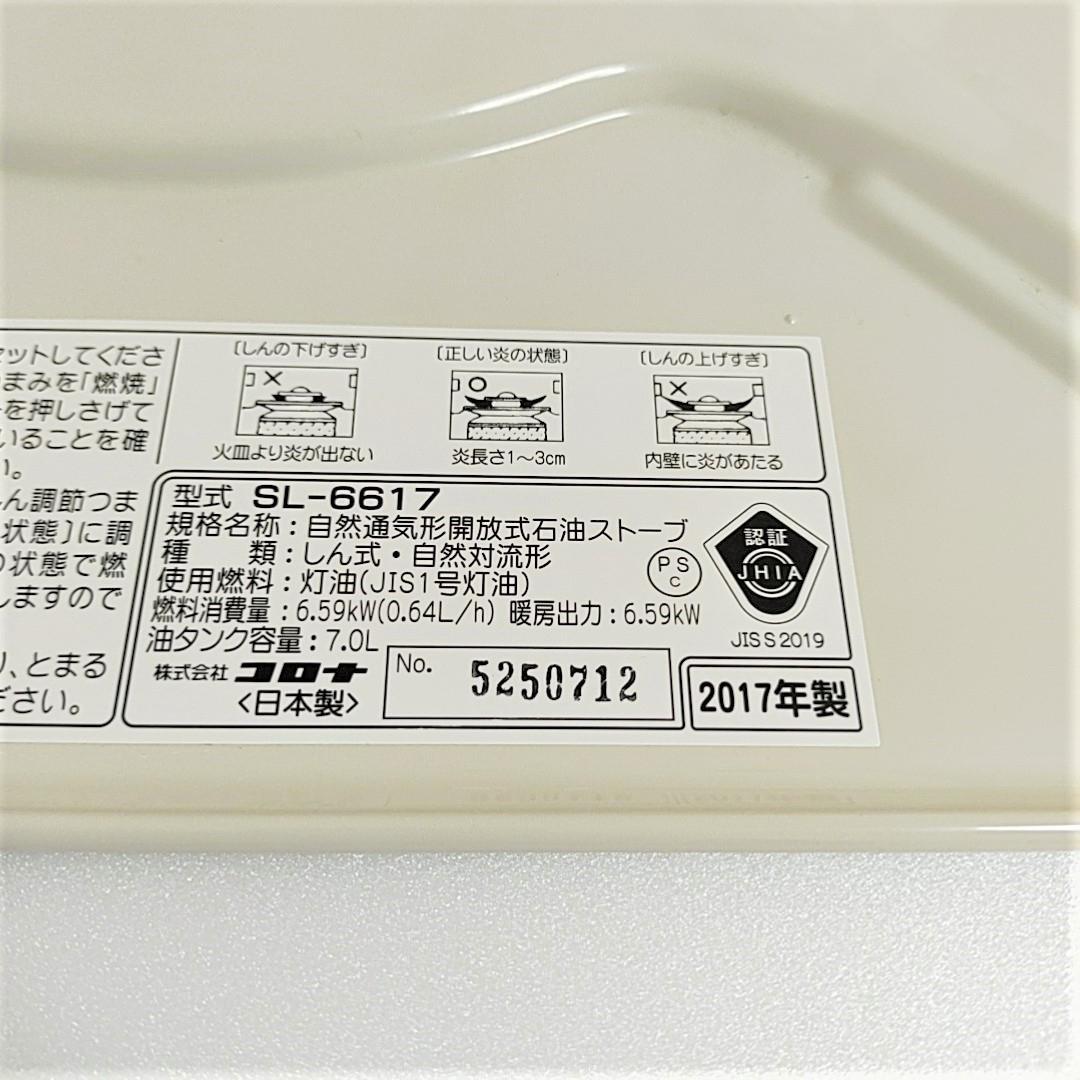 セットしてくださ
まみを「燃焼」
を押しさげて
いることを確
い。
ん調節つま
状態〕に調
の状態で燃
しますので
り、とまる
ださい。
〔しんの下げすぎ〕
〔正しい炎の状態〕
〔しんの上げすぎ〕
火皿より炎が出ない
炎長さ1～3cm
内壁に炎があたる
型式 SL-6617
規格名称：自然通気形開放式石油ストーブ
種　　類：しん式・自然対流形
使用燃料：灯油(JIS1号灯油)
燃料消費量：6.59kW(0.64L/h) 暖房出力：6.59kW
油タンク容量：7.0L
株式会社 コロナ
〈日本製〉
No. 5250712
PS
C
認証
JHIA
JIS S 2019
2017年製